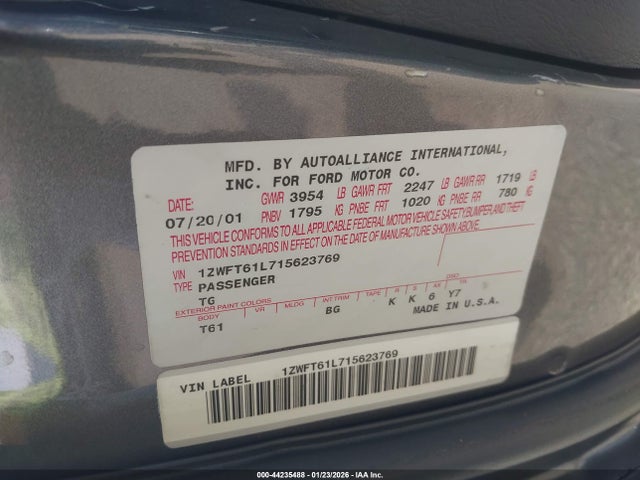 MFD. BY AUTOALLIANCE INTERNATIONAL,
INC. FOR FORD MOTOR CO.
DATE: GVWR 3954 LB GAWR FRT 2247 LB GAWR RR 1719 LB
07/20/01 PNBV 1795 KG PNBE FRT 1020 KG PNBE RR 780 KG
THIS VEHICLE CONFORMS TO ALL APPLICABLE FEDERAL MOTOR VEHICLE SAFETY,BUMPER, AND THEFT
PREVENTION STANDARDS IN EFFECT ON THE DATE OF MANUFACTURE SHOWN ABOVE.
VIN 1ZWFT61L715623769
TYPE PASSENGER
TG
EXTERIOR PAINT COLORS DSO
BODY VR MLDG INT TRIM TAPE R S AX TR
T61 BG K K 6 Y7
MADE IN U.S.A.
VIN LABEL 1ZWFT61L715623769
000-44235488 - 01/23/2026 - IAA Inc.